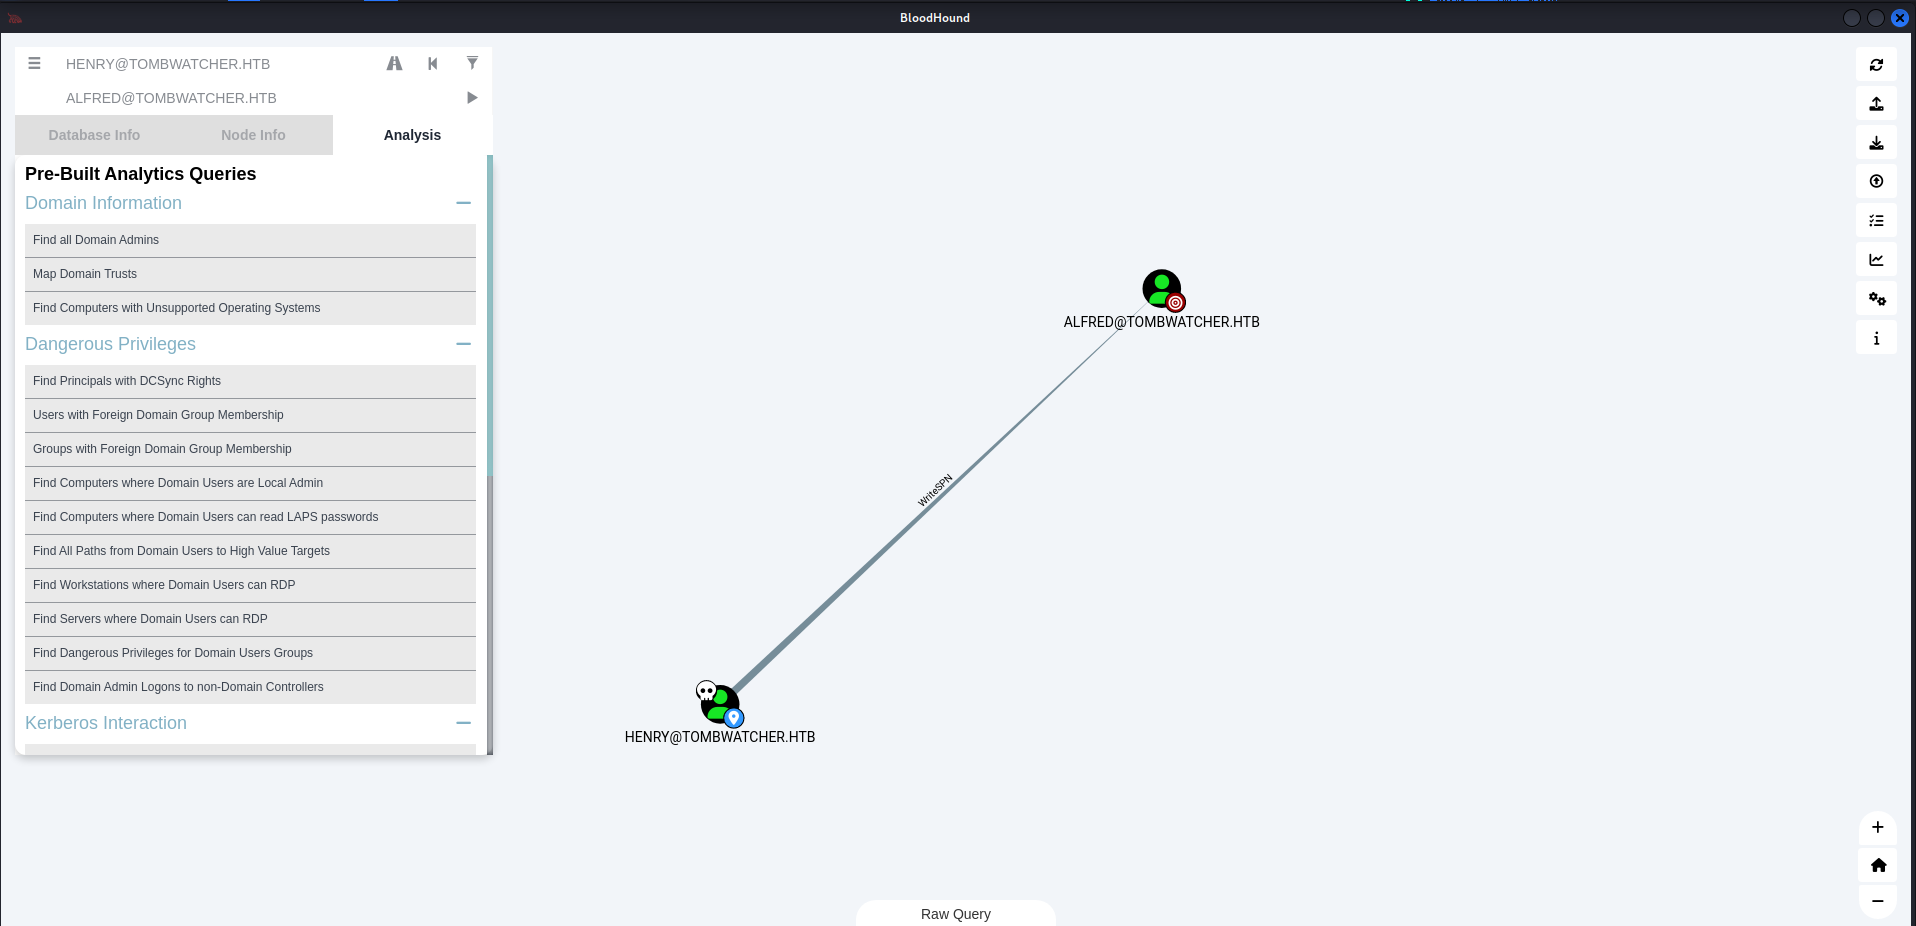 BloodHound
HENRY@TOMBWATCHER.HTB
ALFRED@TOMBWATCHER.HTB
Database Info Node Info Analysis
Pre-Built Analytics Queries
Domain Information
Find all Domain Admins
Map Domain Trusts
Find Computers with Unsupported Operating Systems
Dangerous Privileges
Find Principals with DCSync Rights
Users with Foreign Domain Group Membership
Groups with Foreign Domain Group Membership
Find Computers where Domain Users are Local Admin
Find Computers where Domain Users can read LAPS passwords
Find All Paths from Domain Users to High Value Targets
Find Workstations where Domain Users can RDP
Find Servers where Domain Users can RDP
Find Dangerous Privileges for Domain Users Groups
Find Domain Admin Logons to non-Domain Controllers
Kerberos Interaction
ALFRED@TOMBWATCHER.HTB
WriteSPN
HENRY@TOMBWATCHER.HTB
Raw Query